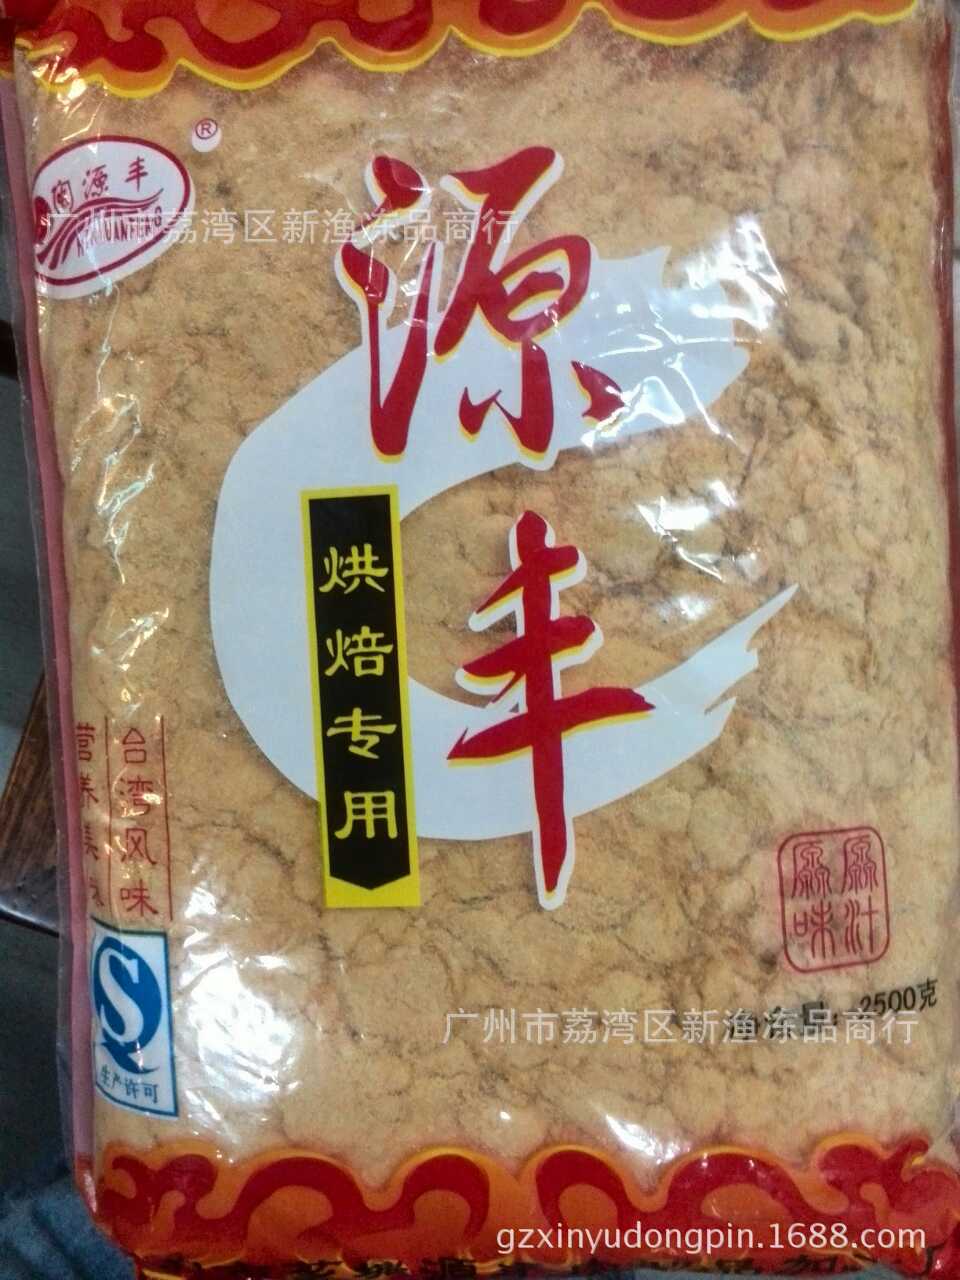 ®
闽源丰
MINYUANFENG
广州市荔湾区新渔冻品商行
源丰
烘焙专用
台湾风味
营养美味
原汁
原味
2500克
广州市荔湾区新渔冻品商行
生产许可
gzxinyudongpin.1688.com